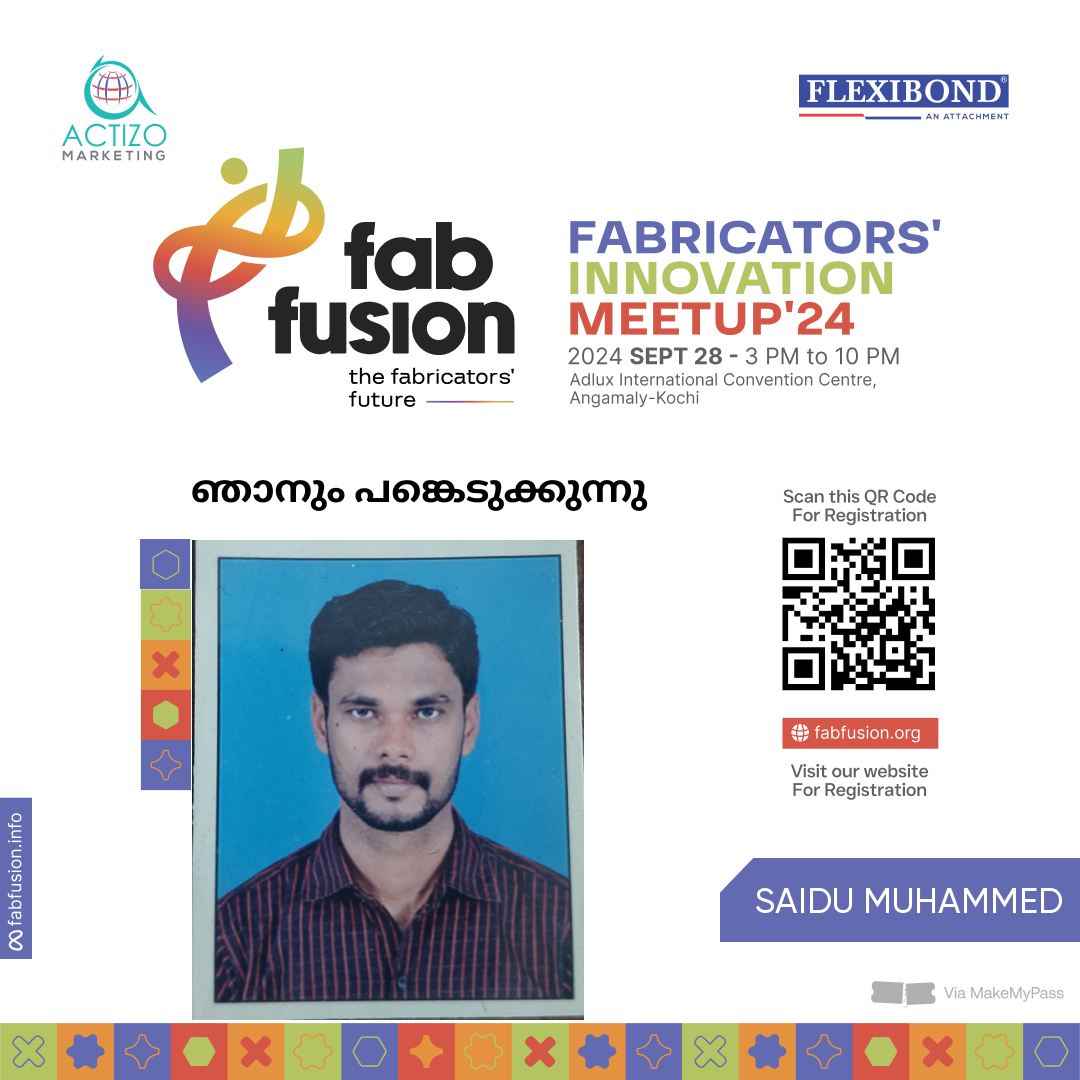 ACTIZO
MARKETING
FLEXIBOND®
AN ATTACHMENT
fab
fusion
the fabricators'
future
FABRICATORS'
INNOVATION
MEETUP'24
2024 SEPT 28 - 3 PM to 10 PM
Adlux International Convention Centre,
Angamaly-Kochi
ഞാനും പങ്കെടുക്കുന്നു
Scan this QR Code
For Registration
fabfusion.org
Visit our website
For Registration
fabfusion.info
SAIDU MUHAMMED
Via MakeMyPass